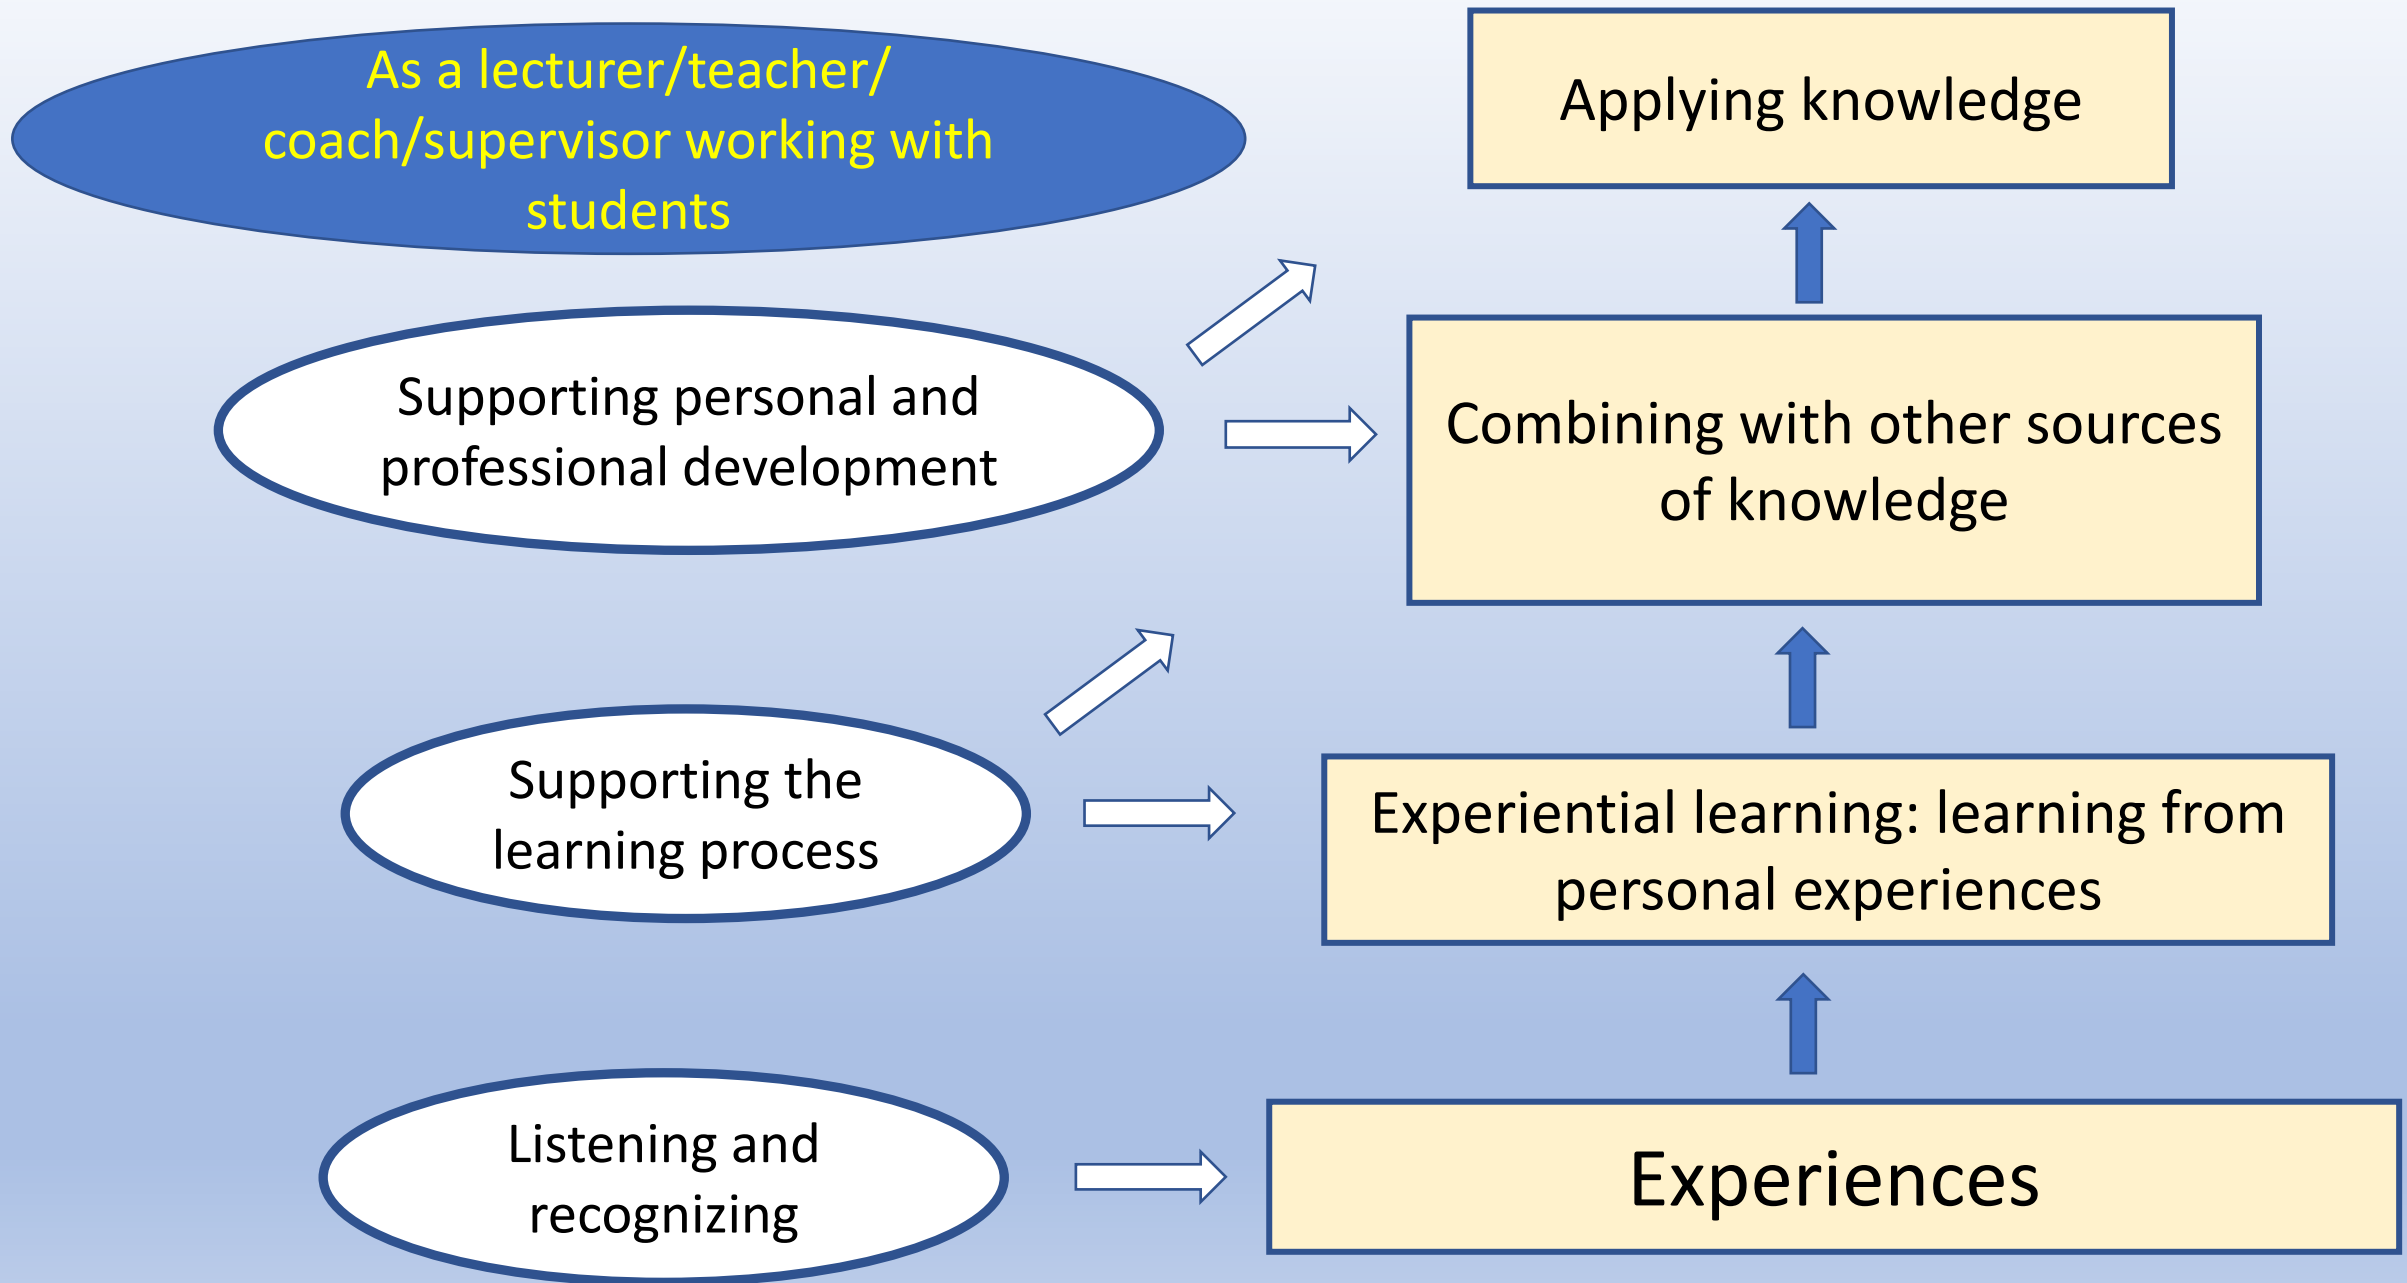 As a lecturer/teacher/
coach/supervisor working with
students
Applying knowledge
Supporting personal and
professional development
Combining with other sources
of knowledge
Supporting the
learning process
Experiential learning: learning from
personal experiences
Listening and
recognizing
Experiences